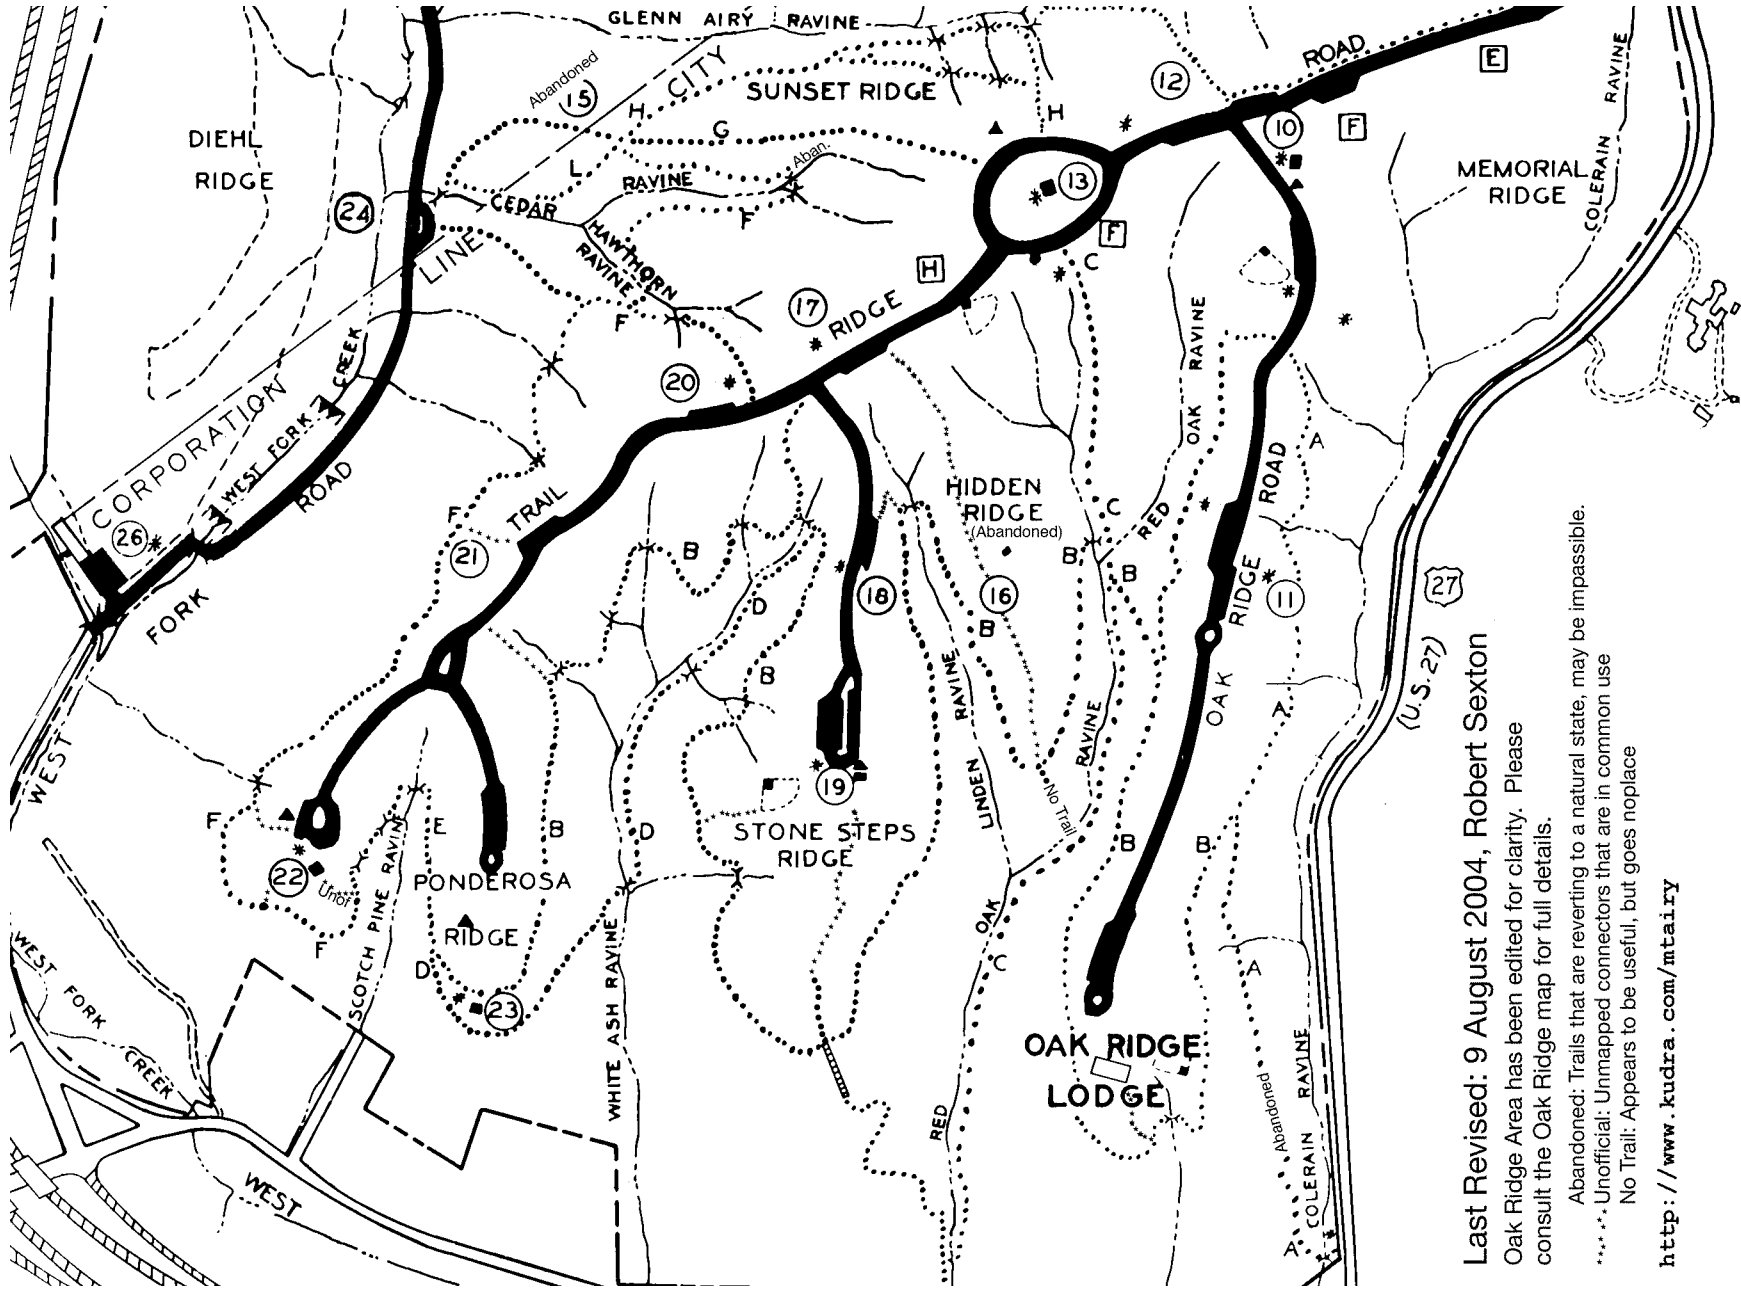 GLENN AIRY RAVINE
CITY
Abandoned
15
SUNSET RIDGE
12
ROAD
E
H
H
G
10
F
DIEHL
RIDGE
L
RAVINE
Aban.
13
MEMORIAL
RIDGE
COLERAIN RAVINE
24
CEDAR
F
F
C
LINE
HAWTHORN
RAVINE
H
17
RIDGE
F
20
OAK RAVINE
RED
CREEK
WEST FORK
CORPORATION
ROAD
26
F
TRAIL
21
HIDDEN
RIDGE
(Abandoned)
C
A
ROAD
RIDGE
OAK
11
27
(U.S. 27)
B
D
B
18
16
B
B
B
FORK
WEST
A
LINDEN
RAVINE
RAVINE
OAK
RED
No Trail
19
STONE STEPS
RIDGE
F
22
Unof
F
E
B
D
B
B
PONDEROSA
RIDGE
SCOTCH PINE RAVINE
D
23
WHITE ASH RAVINE
C
A
OAK RIDGE
LODGE
WEST
FORK
CREEK
WEST
Abandoned
COLERAIN RAVINE
A
Last Revised: 9 August 2004, Robert Sexton
Oak Ridge Area has been edited for clarity. Please
consult the Oak Ridge map for full details.
Abandoned: Trails that are reverting to a natural state, may be impassible.
**.*.*. Unofficial: Unmapped connectors that are in common use
No Trail: Appears to be useful, but goes noplace
http://www.kudra.com/mtairy